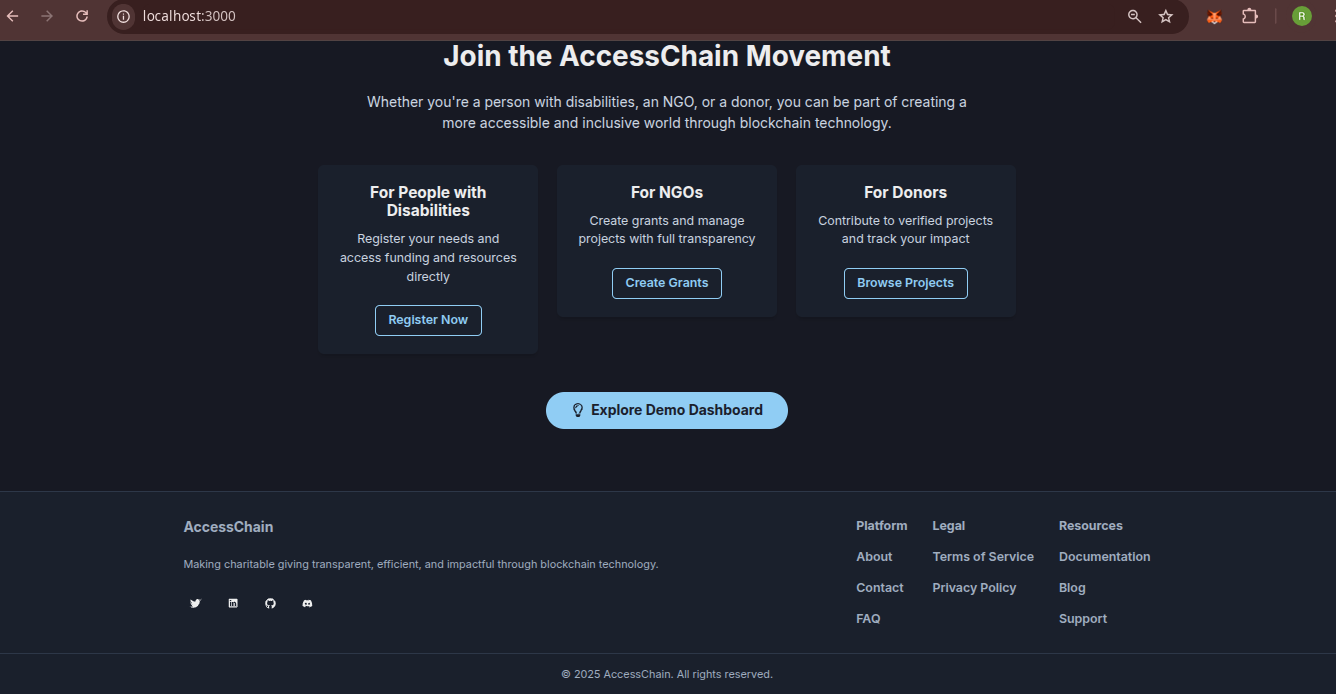 localhost:3000
R
Join the AccessChain Movement
Whether you're a person with disabilities, an NGO, or a donor, you can be part of creating a
more accessible and inclusive world through blockchain technology.
For People with
Disabilities
Register your needs and
access funding and resources
directly
Register Now
For NGOs
Create grants and manage
projects with full transparency
Create Grants
For Donors
Contribute to verified projects
and track your impact
Browse Projects
Explore Demo Dashboard
AccessChain
Making charitable giving transparent, efficient, and impactful through blockchain technology.
Platform
About
Contact
FAQ
Legal
Terms of Service
Privacy Policy
Resources
Documentation
Blog
Support
© 2025 AccessChain. All rights reserved.